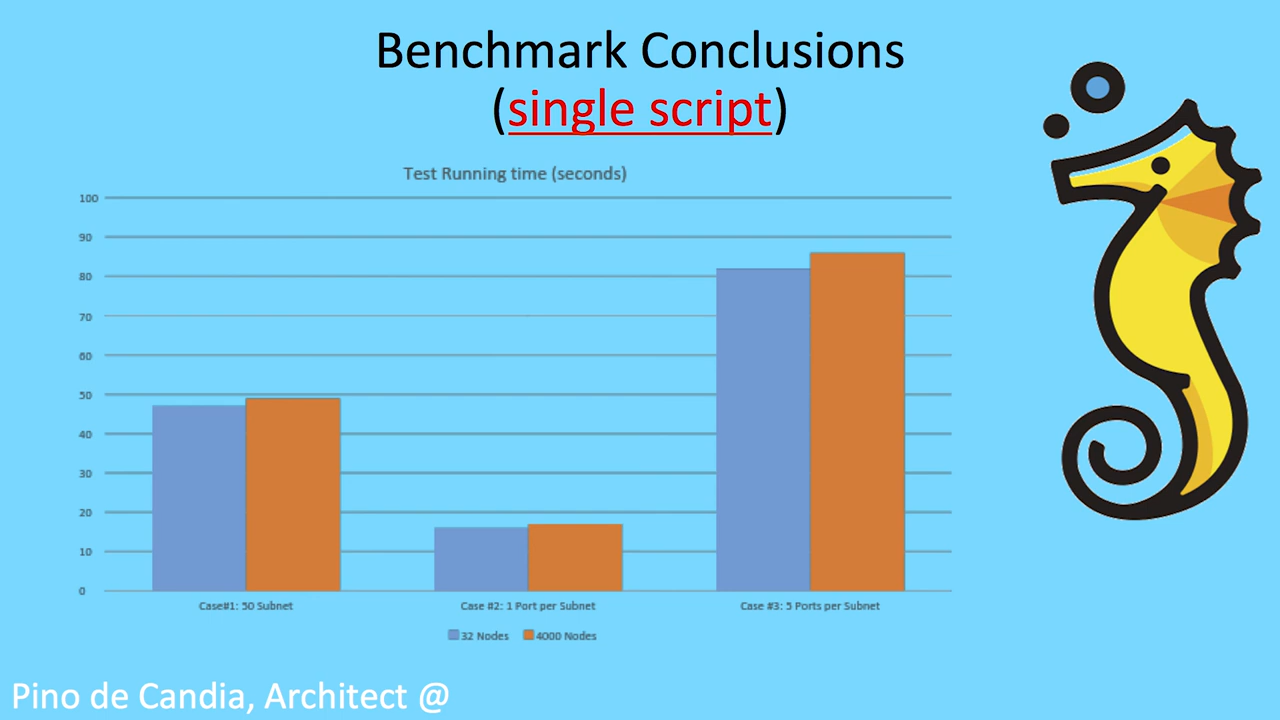 Benchmark Conclusions
(single script)
Test Running time (seconds)
100
90
80
70
60
50
40
30
20
10
0
Case#1: 50 Subnet
Case #2: 1 Port per Subnet
Case #3: 5 Ports per Subnet
32 Nodes
4000 Nodes
Pino de Candia, Architect @